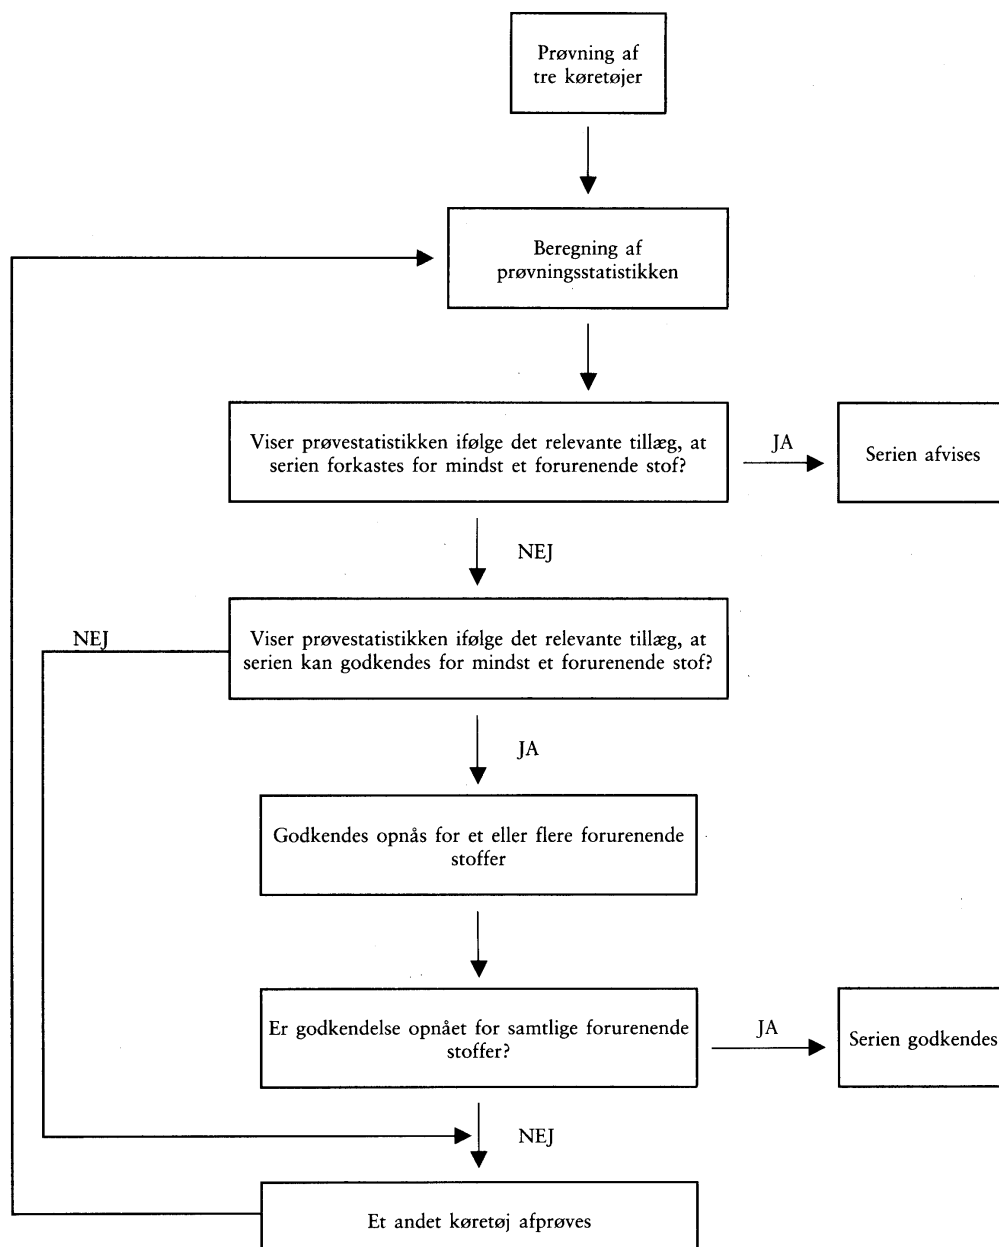 Prøvning af
tre køretøjer
Beregning af
prøvningsstatistikken
Viser prøvestatistikken ifølge det relevante tillæg, at
serien forkastes for mindst et forurenende stof?
JA
Serien afvises
NEJ
NEJ
Viser prøvestatistikken ifølge det relevante tillæg, at
serien kan godkendes for mindst et forurenende stof?
JA
Godkendes opnås for et eller flere forurenende
stoffer
Er godkendelse opnået for samtlige forurenende
stoffer?
JA
Serien godkendes
NEJ
Et andet køretøj afprøves